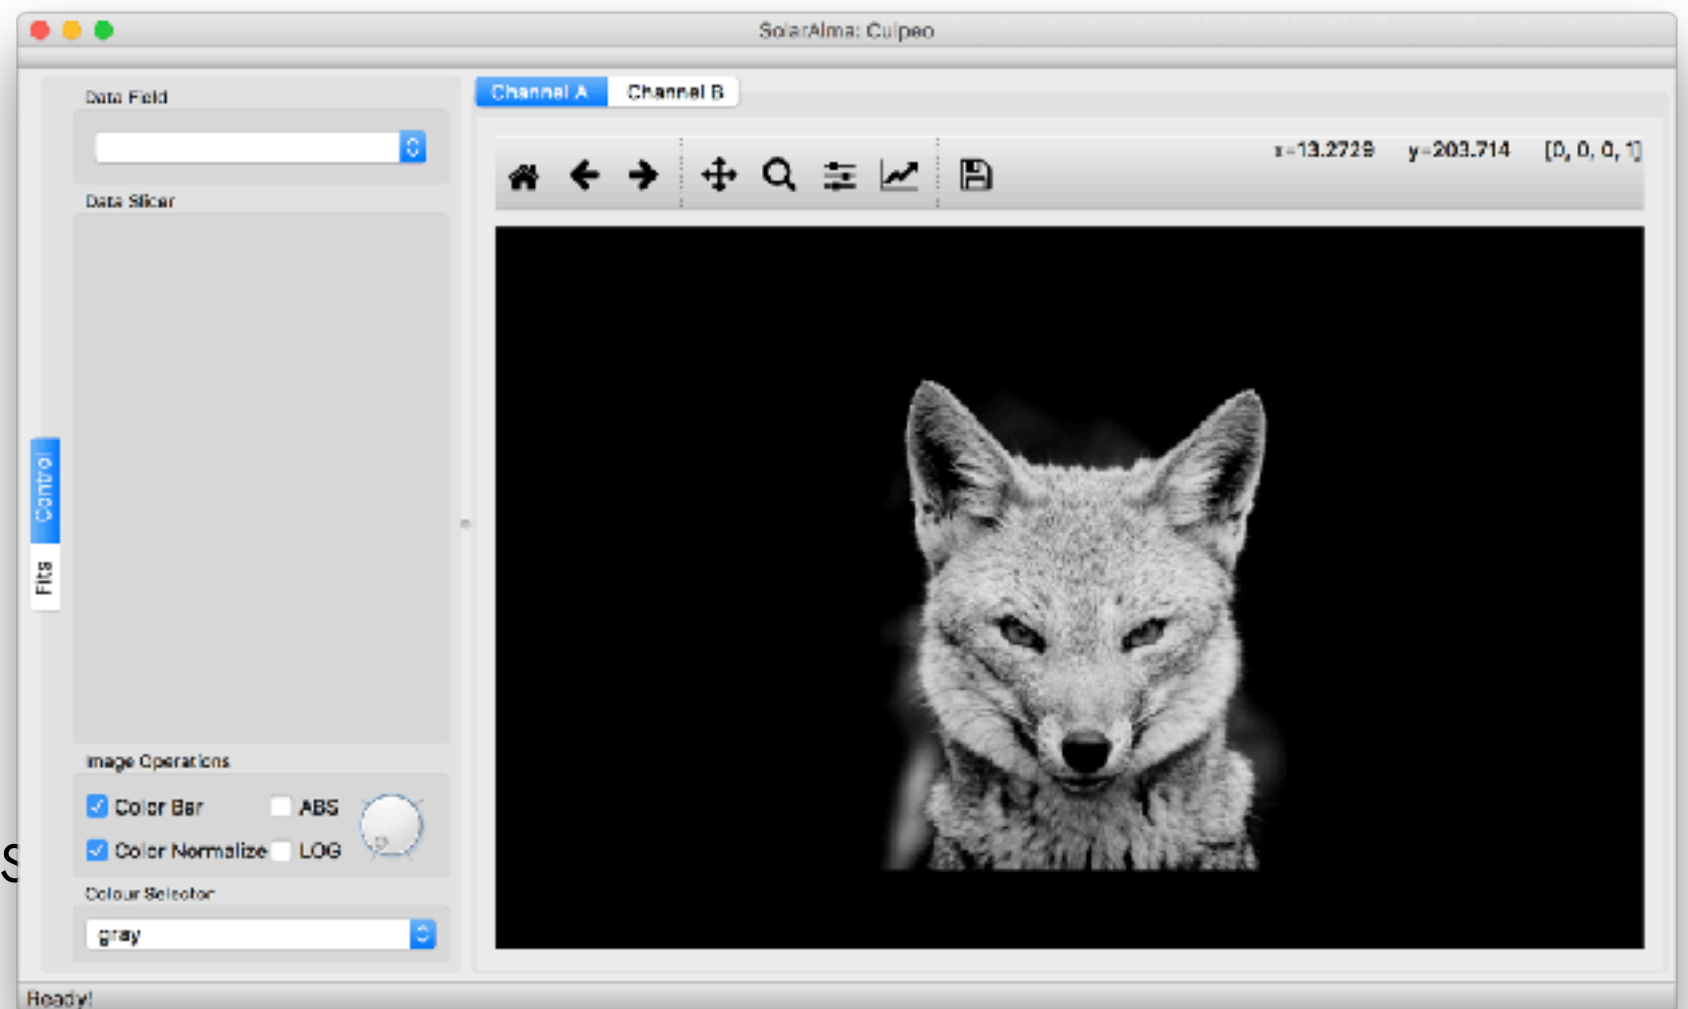 SolarAlma: Culpeo
Data Field
Channel A
Channel B
x=13.2729 y=203.714 [0, 0, 0, 1]
Data Slicer
Control
Fits
Image Operations
Color Bar
ABS
Color Normalize
LOG
S
Colour Selector
gray
Ready!